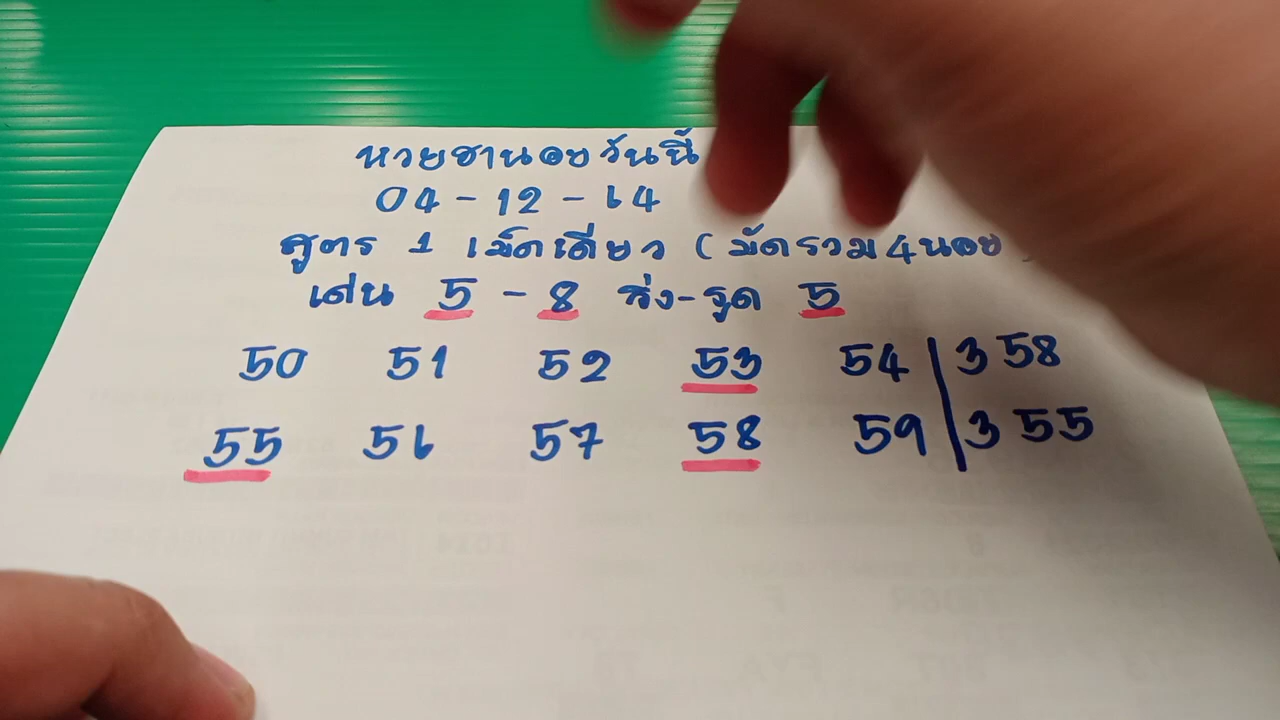 หวยฮานอยวันนี้
04 - 12 - 64
สูตร 1 เม็ดเดียว ( มัดรวม 4 นอย
เด่น 5 - 8 วิ่ง-รูด 5
50 51 52 53 54 | 358
55 56 57 58 59 | 355